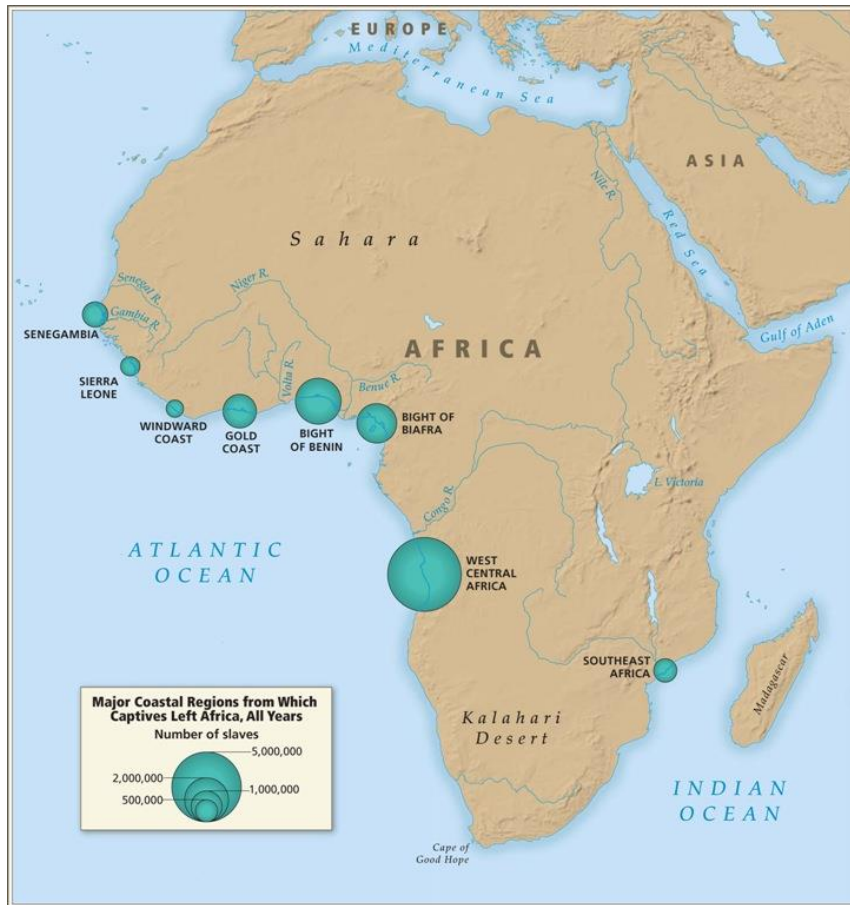 EUROPE
Mediterranean Sea
ASIA
Nile R.
Red Sea
Sahara
Senegal R.
Niger R.
Gambia R.
SENEGAMBIA
Gulf of Aden
AFRICA
Volta R.
Benue R.
SIERRA
LEONE
WINDWARD
COAST
GOLD
COAST
BIGHT
OF BENIN
BIGHT OF
BIAFRA
L. Victoria
Congo R.
ATLANTIC
OCEAN
WEST
CENTRAL
AFRICA
SOUTHEAST
AFRICA
Madagascar
Kalahari
Desert
INDIAN
OCEAN
Cape of
Good Hope
Major Coastal Regions from Which
Captives Left Africa, All Years
Number of slaves
5,000,000
2,000,000
1,000,000
500,000